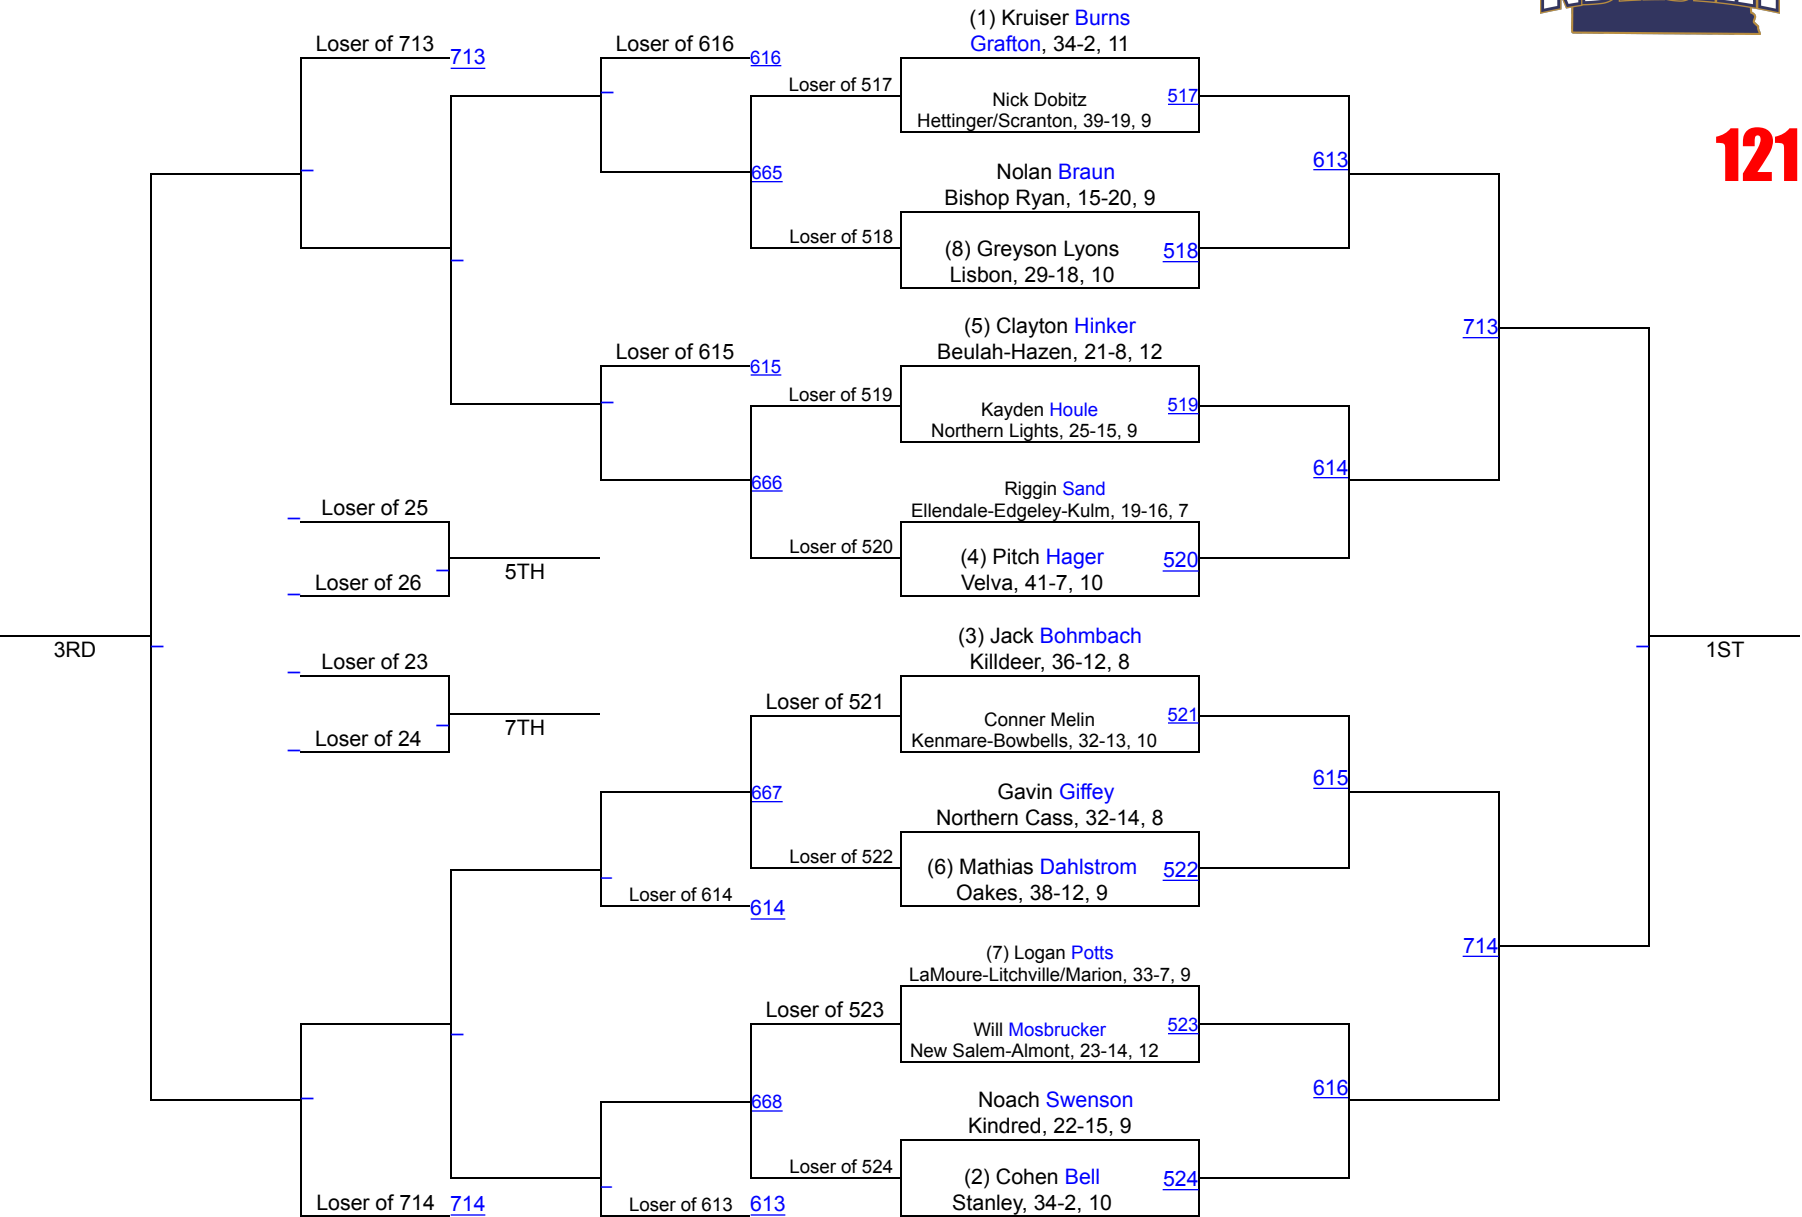 (1) Kruiser Burns
Grafton, 34-2, 11
Loser of 713
713
Loser of 616
616
Loser of 517
Nick Dobitz
Hettinger/Scranton, 39-19, 9
517
121
613
665
Nolan Braun
Bishop Ryan, 15-20, 9
Loser of 518
(8) Greyson Lyons
Lisbon, 29-18, 10
518
(5) Clayton Hinker
Beulah-Hazen, 21-8, 12
713
Loser of 615
615
Loser of 519
Kayden Houle
Northern Lights, 25-15, 9
519
614
666
Riggin Sand
Ellendale-Edgeley-Kulm, 19-16, 7
Loser of 25
Loser of 520
(4) Pitch Hager
Velva, 41-7, 10
520
5TH
Loser of 26
(3) Jack Bohmbach
Killdeer, 36-12, 8
3RD
1ST
Loser of 23
Loser of 521
Conner Melin
Kenmare-Bowbells, 32-13, 10
521
7TH
Loser of 24
615
667
Gavin Giffey
Northern Cass, 32-14, 8
Loser of 522
(6) Mathias Dahlstrom
Oakes, 38-12, 9
522
Loser of 614
614
714
(7) Logan Potts
LaMoure-Litchville/Marion, 33-7, 9
Loser of 523
Will Mosbrucker
New Salem-Almont, 23-14, 12
523
616
668
Noach Swenson
Kindred, 22-15, 9
Loser of 524
(2) Cohen Bell
Stanley, 34-2, 10
524
Loser of 714
714
Loser of 613
613